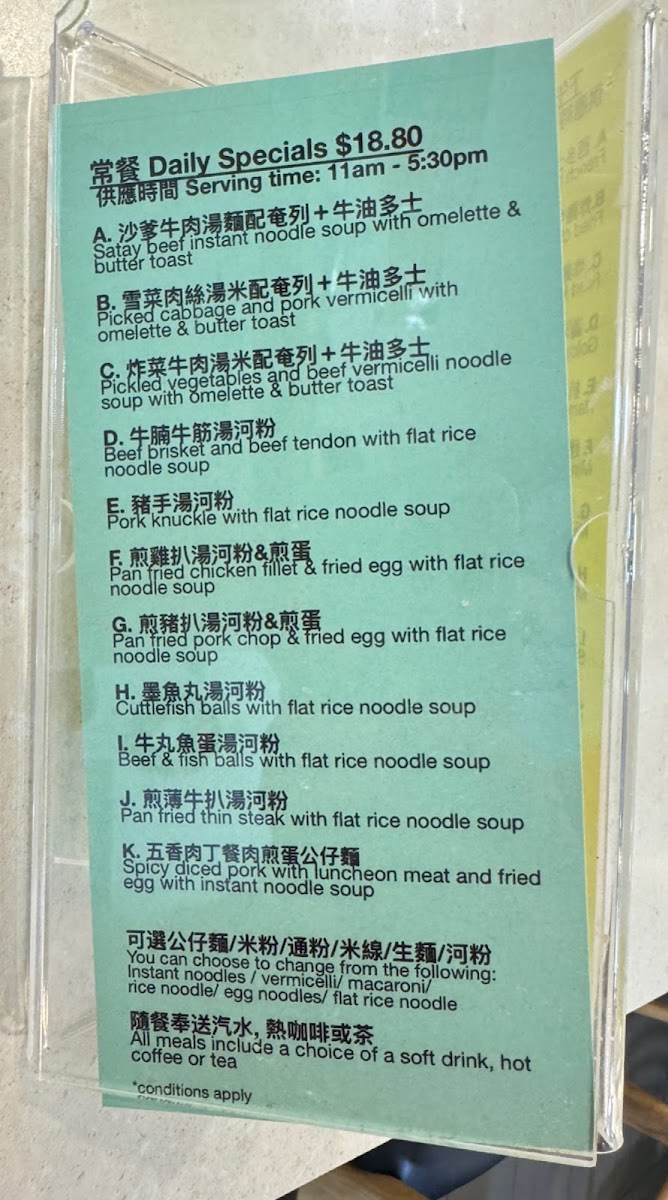 常餐 Daily Specials $18.80
供應時間 Serving time: 11am - 5:30pm
A. 沙爹牛肉湯麵配奄列＋牛油多士
Satay beef instant noodle soup with omelette &
butter toast
B. 雪菜肉絲湯米配奄列＋牛油多士
Picked cabbage and pork vermicelli with
omelette & butter toast
C. 炸菜牛肉湯米配奄列＋牛油多士
Pickled vegetables and beef vermicelli noodle
soup with omelette & butter toast
D. 牛腩牛筋湯河粉
Beef brisket and beef tendon with flat rice
noodle soup
E. 豬手湯河粉
Pork knuckle with flat rice noodle soup
F. 煎雞扒湯河粉&煎蛋
Pan fried chicken fillet & fried egg with flat rice
noodle soup
G. 煎豬扒湯河粉&煎蛋
Pan fried pork chop & fried egg with flat rice
noodle soup
H. 墨魚丸湯河粉
Cuttlefish balls with flat rice noodle soup
I. 牛丸魚蛋湯河粉
Beef & fish balls with flat rice noodle soup
J. 煎薄牛扒湯河粉
Pan fried thin steak with flat rice noodle soup
K. 五香肉丁餐肉煎蛋公仔麵
Spicy diced pork with luncheon meat and fried
egg with instant noodle soup
可選公仔麵/米粉/通粉/米線/生麵/河粉
You can choose to change from the following:
Instant noodles / vermicelli/ macaroni/
rice noodle/ egg noodles/ flat rice noodle
隨餐奉送汽水, 熱咖啡或茶
All meals include a choice of a soft drink, hot
coffee or tea
*conditions apply